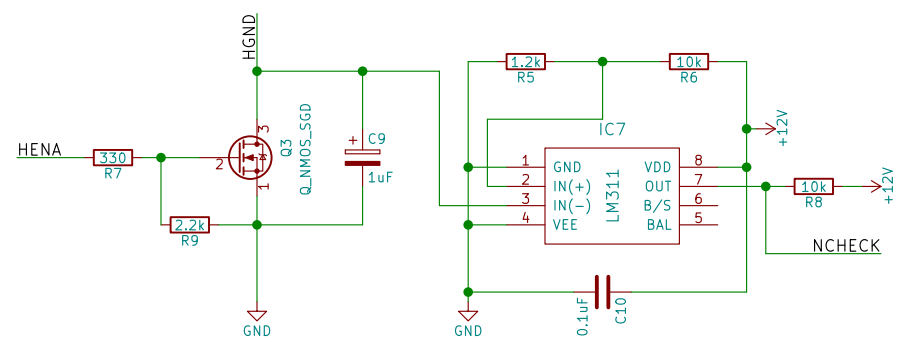 HGND
HENA
330
R7
2
3
1
Q3
Q_NMOS_SGD
C9
1uF
+
2.2k
R9
GND
1.2k
R5
10k
R6
+12V
IC7
1
2
3
4
GND
IN(+)
IN(-)
VEE
LM311
VDD
OUT
B/S
BAL
8
7
6
5
10k
R8
+12V
NCHECK
0.1uF
C10
GND